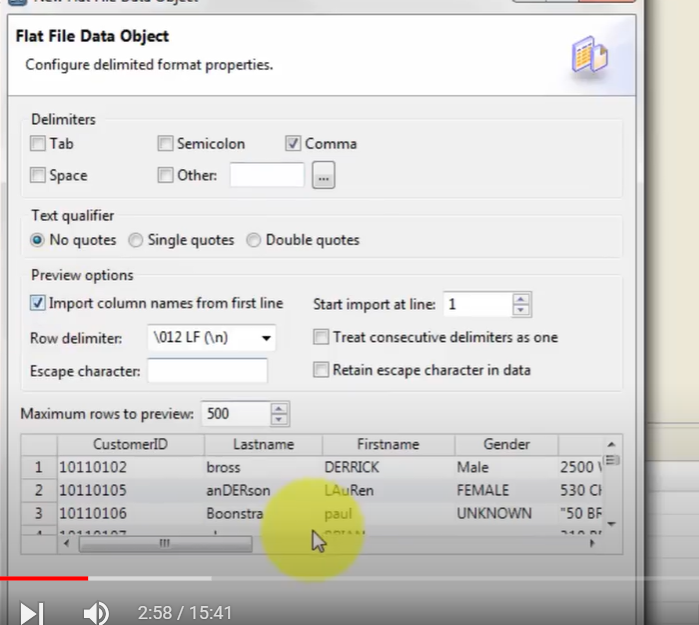 Flat File Data Object
Configure delimited format properties.
Delimiters
Tab Semicolon Comma
Space Other: ...
Text qualifier
No quotes Single quotes Double quotes
Preview options
Import column names from first line Start import at line: 1
Row delimiter: \012 LF (\n) Treat consecutive delimiters as one
Escape character: Retain escape character in data
Maximum rows to preview: 500
CustomerID Lastname Firstname Gender
1 10110102 bross DERRICK Male 2500
2 10110105 anDERson LAuRen FEMALE 530
3 10110106 Boonstra paul UNKNOWN "50 BF
2:58 / 15:41